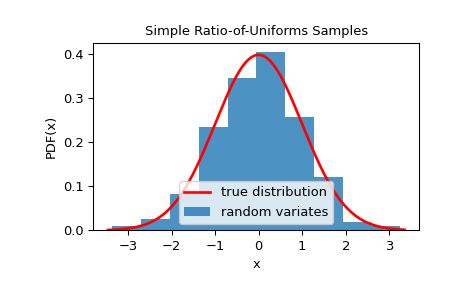 Simple Ratio-of-Uniforms Samples
0.4
0.3
0.2
0.1
0.0
PDF(x)
true distribution
random variates
−3 −2 −1 0 1 2 3
x